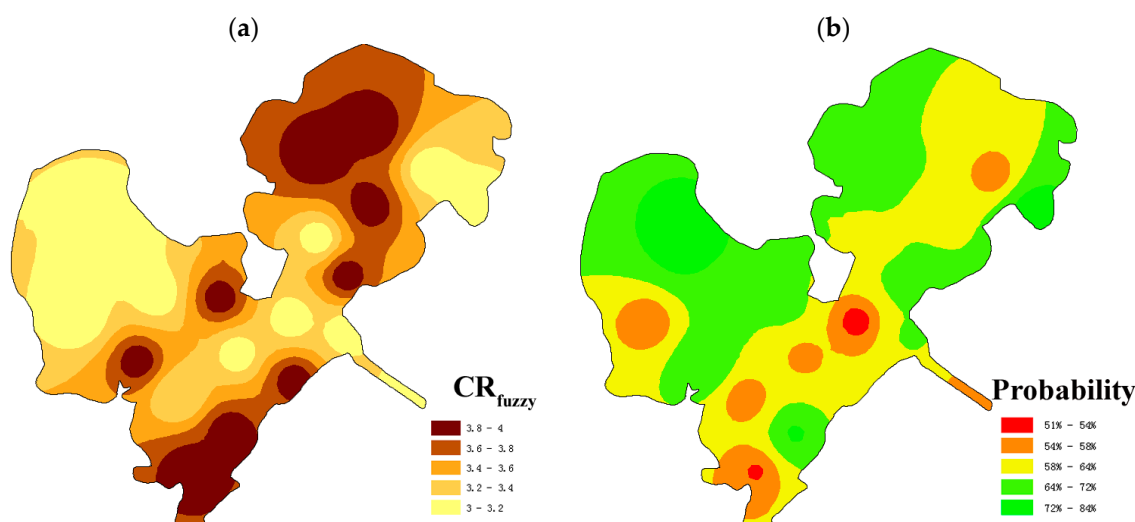 (a)
(b)
CRfuzzy
3.8 - 4
3.6 - 3.8
3.4 - 3.6
3.2 - 3.4
3 - 3.2
Probability
51% - 54%
54% - 58%
58% - 64%
64% - 72%
72% - 84%